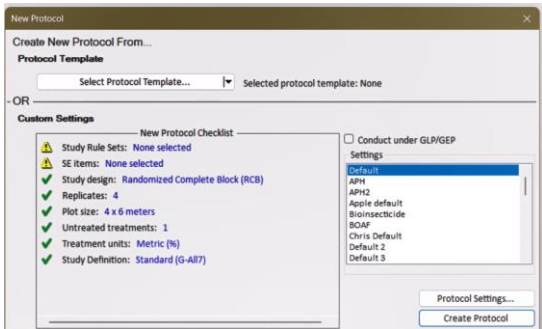 New Protocol
Create New Protocol From...
Protocol Template
Select Protocol Template...
Selected protocol template: None
OR
Custom Settings
New Protocol Checklist
Study Rule Sets: None selected
SE items: None selected
Study design: Randomized Complete Block (RCB)
Replicates: 4
Plot size: 4 x 6 meters
Untreated treatments: 1
Treatment units: Metric (%)
Study Definition: Standard (G-All7)
Conduct under GLP/GEP
Settings
Default
APH
APH2
Apple default
Bioinsecticide
BOAF
Chris Default
Default 2
Default 3
Protocol Settings...
Create Protocol